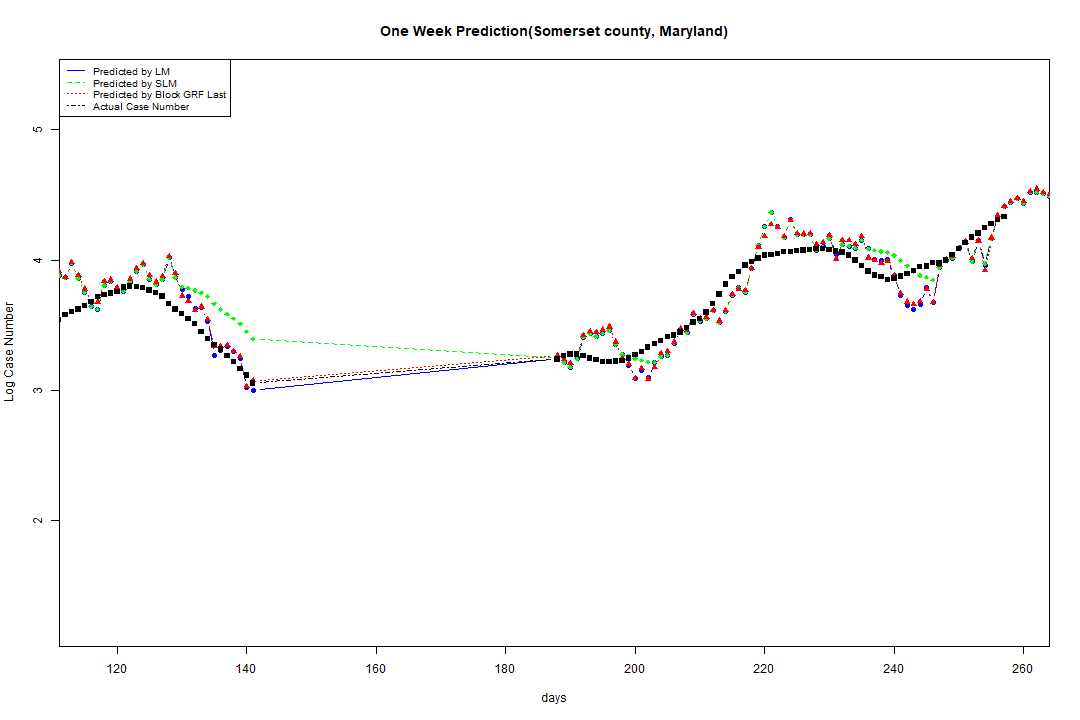 One Week Prediction(Somerset county, Maryland)
Predicted by LM
Predicted by SLM
Predicted by Block GRF Last
Actual Case Number
Log Case Number
5
4
3
2
120 140 160 180 200 220 240 260
days